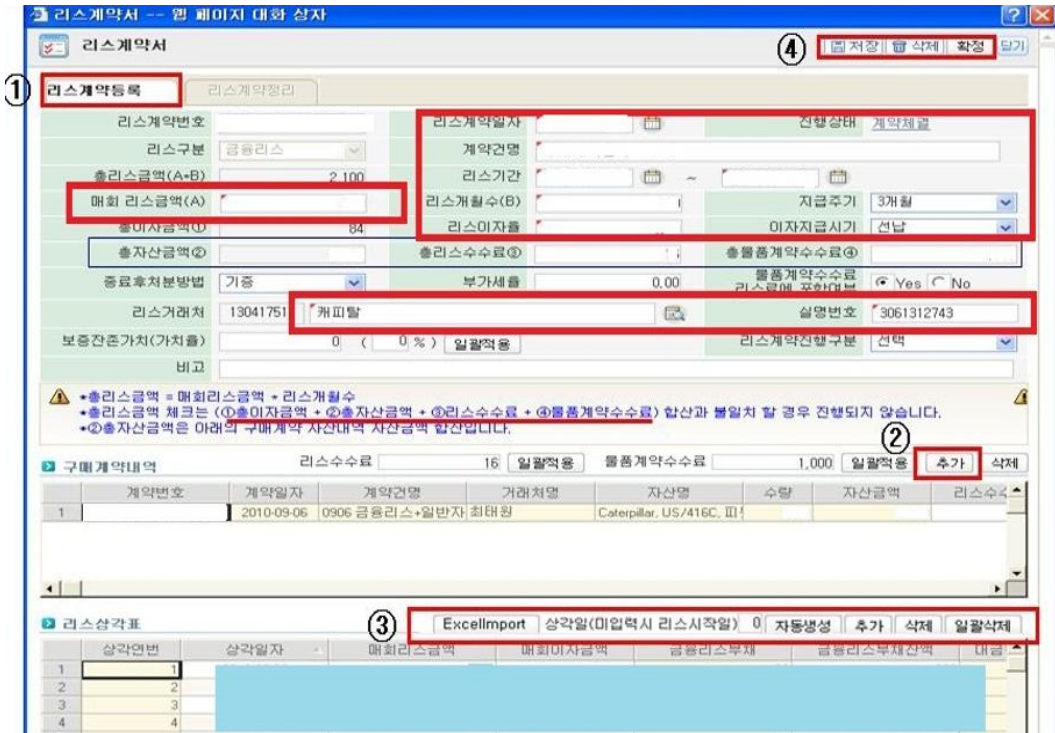 리스계약서 -- 웹 페이지 대화 상자
리스계약서
④ 저장 삭제 확정 닫기
① 리스계약등록 리스계약정리
리스계약번호 리스계약일자 진행상태 계약체결
리스구분 금융리스 계약건명
총리스금액(A*B) 2,100 리스기간 ~
매회 리스금액(A) 리스개월수(B) 지급주기 3개월
총이자금액① 84 리스이자율 이자지급시기 선납
총자산금액② 총리스수수료③ 총물품계약수수료④
종료후처분방법 기증 부가세율 0.00 물품계약수수료 리스료에 포함여부 Yes No
리스거래처 13041751 캐피탈 실명번호 3061312743
보증잔존가치(가치율) 0 ( 0 % ) 일괄적용 리스계약진행구분 선택
비고
*총리스금액 = 매회리스금액 * 리스개월수
*총리스금액 체크는 (①총이자금액 + ②총자산금액 + ③리스수수료 + ④물품계약수수료) 합산과 불일치 할 경우 진행되지 않습니다.
*②총자산금액은 아래의 구매계약 자산내역 자산금액 합산입니다.
②
구매계약내역 리스수수료 16 일괄적용 물품계약수수료 1,000 일괄적용 추가 삭제
계약번호 계약일자 계약건명 거래처명 자산명 수량 자산금액 리스수수
1 2010-09-06 0906 금융리스+일반자 최태원 Caterpillar, US/416C,
리스상각표 ③ ExcelImport 상각일(미입력시 리스시작일) 0 자동생성 추가 삭제 일괄삭제
상각연번 상각일자 매회리스금액 매회이자금액 금융리스부채 금융리스부채잔액 대금
1 1
2 2
3 3
4 4